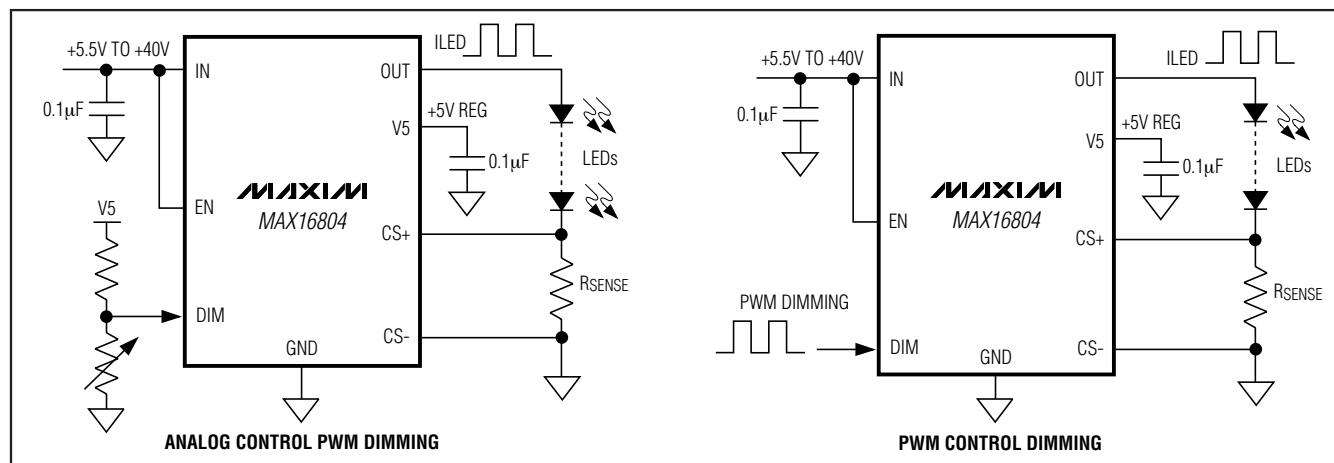 +5.5V TO +40V
ILED
IN
OUT
0.1µF
+5V REG
V5
0.1µF
LEDs
MAXIM
MAX16804
V5
EN
CS+
RSENSE
DIM
CS-
GND
ANALOG CONTROL PWM DIMMING
+5.5V TO +40V
ILED
IN
OUT
0.1µF
+5V REG
V5
0.1µF
LEDs
MAXIM
MAX16804
EN
CS+
RSENSE
PWM DIMMING
DIM
CS-
GND
PWM CONTROL DIMMING